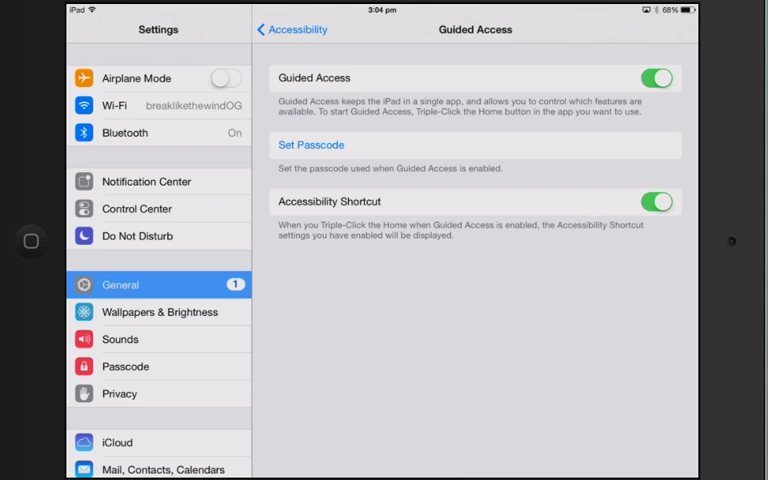 iPad
3:04 pm
68%
Settings
Accessibility
Guided Access
Airplane Mode
Wi-Fi
breaklikethewindOG
Bluetooth
On
Notification Center
Control Center
Do Not Disturb
General
1
Wallpapers & Brightness
Sounds
Passcode
Privacy
iCloud
Mail, Contacts, Calendars
Guided Access
Guided Access keeps the iPad in a single app, and allows you to control which features are
available. To start Guided Access, Triple-Click the Home button in the app you want to use.
Set Passcode
Set the passcode used when Guided Access is enabled.
Accessibility Shortcut
When you Triple-Click the Home when Guided Access is enabled, the Accessibility Shortcut
settings you have enabled will be displayed.